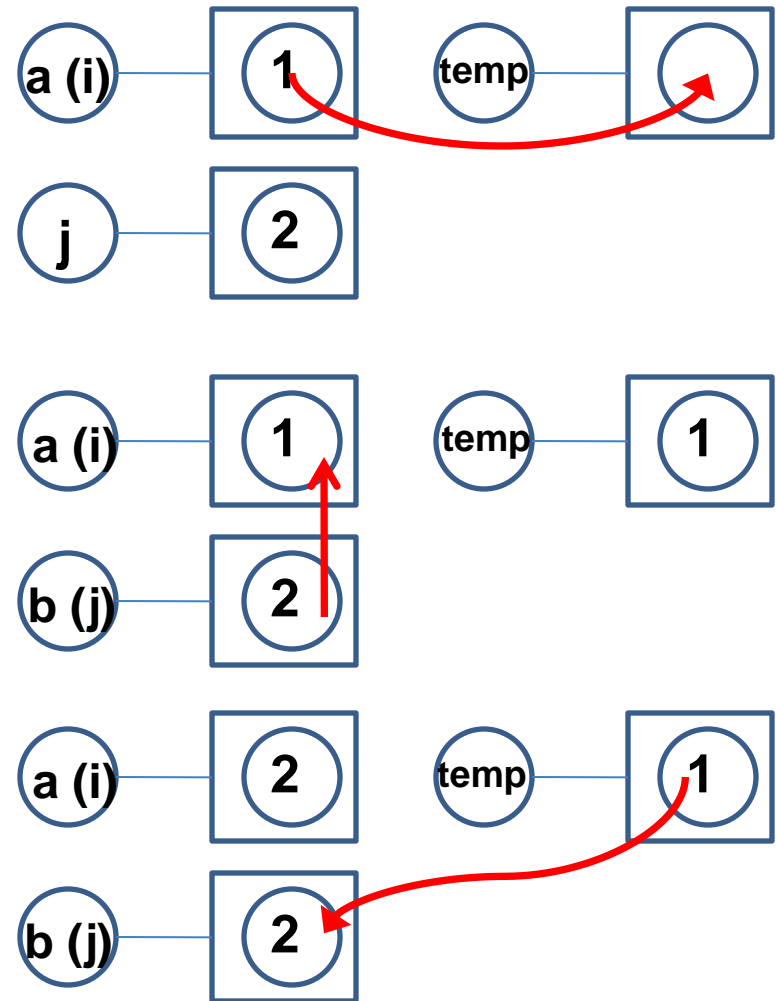 a (i) 1 temp
j 2
a (i) 1 temp 1
b (j) 2
a (i) 2 temp 1
b (j) 2